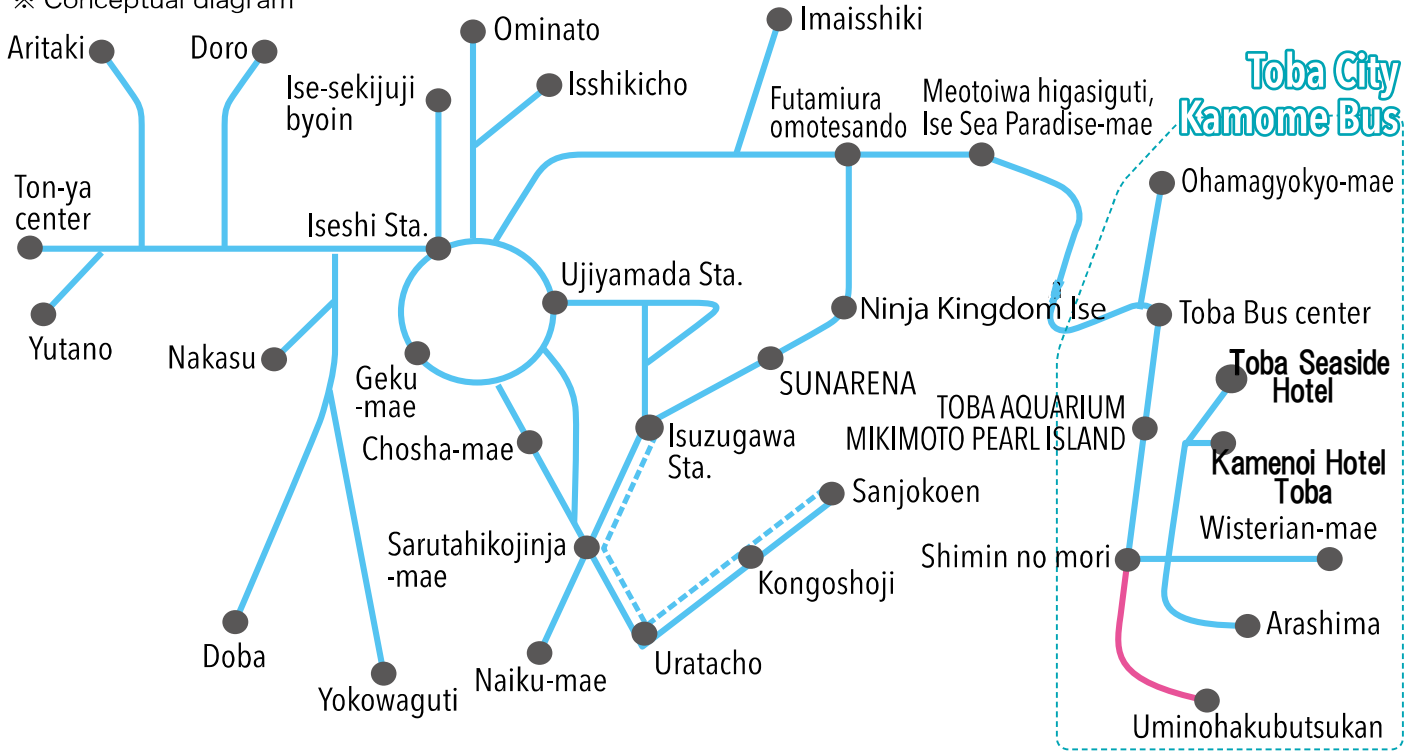 ※ Conceptual diagram
Aritaki
Doro
Ominato
Imaisshiki
Ise-sekijuji
byoin
Isshikicho
Futamiura
omotesando
Meotoiwa higasiguti,
Ise Sea Paradise-mae
Toba City
Kamome Bus
Ton-ya
center
Iseshi Sta.
Ohamagyokyo-mae
Ujiyamada Sta.
Ninja Kingdom Ise
Toba Bus center
Yutano
Nakasu
Geku
-mae
SUNARENA
Toba Seaside
Hotel
Chosha-mae
Isuzugawa
Sta.
TOBA AQUARIUM
MIKIMOTO PEARL ISLAND
Kamenoi Hotel
Toba
Sanjokoen
Wisterian-mae
Sarutahikojinja
-mae
Kongoshoji
Shimin no mori
Arashima
Doba
Uratacho
Naiku-mae
Yokowaguti
Uminohakubutsukan